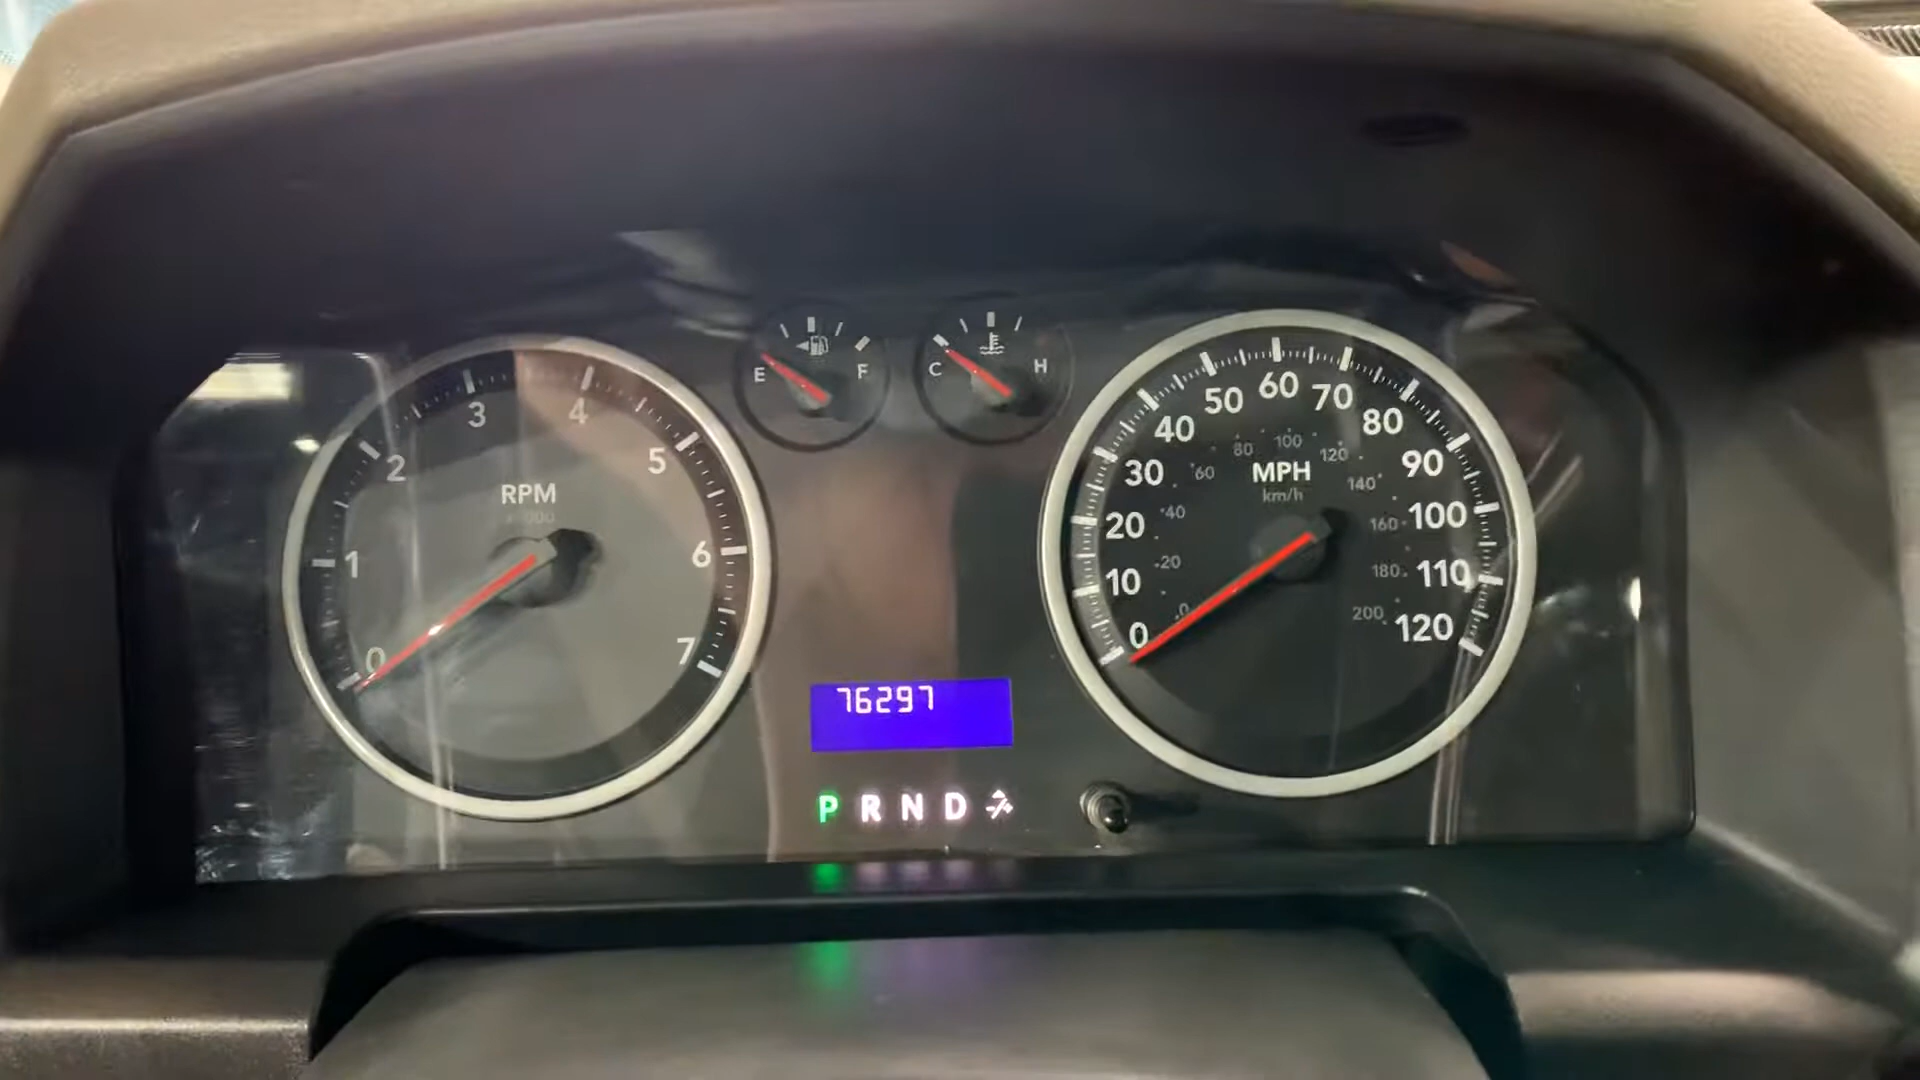 0 1 2 3 4 5 6 7
RPM
x 1000
E F
C H
0 10 20 30 40 50 60 70 80 90 100 110 120
MPH
km/h
0 20 40 60 80 100 120 140 160 180 200
76297
P R N D